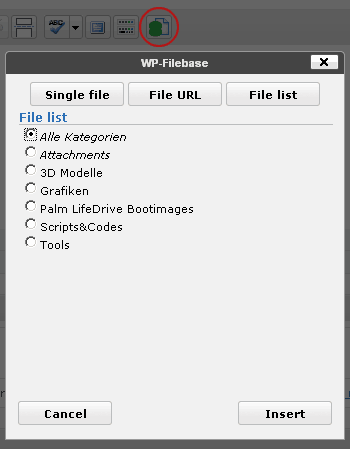 ABC
WP-Filebase
Single file File URL File list
File list
Alle Kategorien
Attachments
3D Modelle
Grafiken
Palm LifeDrive Bootimages
Scripts&Codes
Tools
Cancel Insert